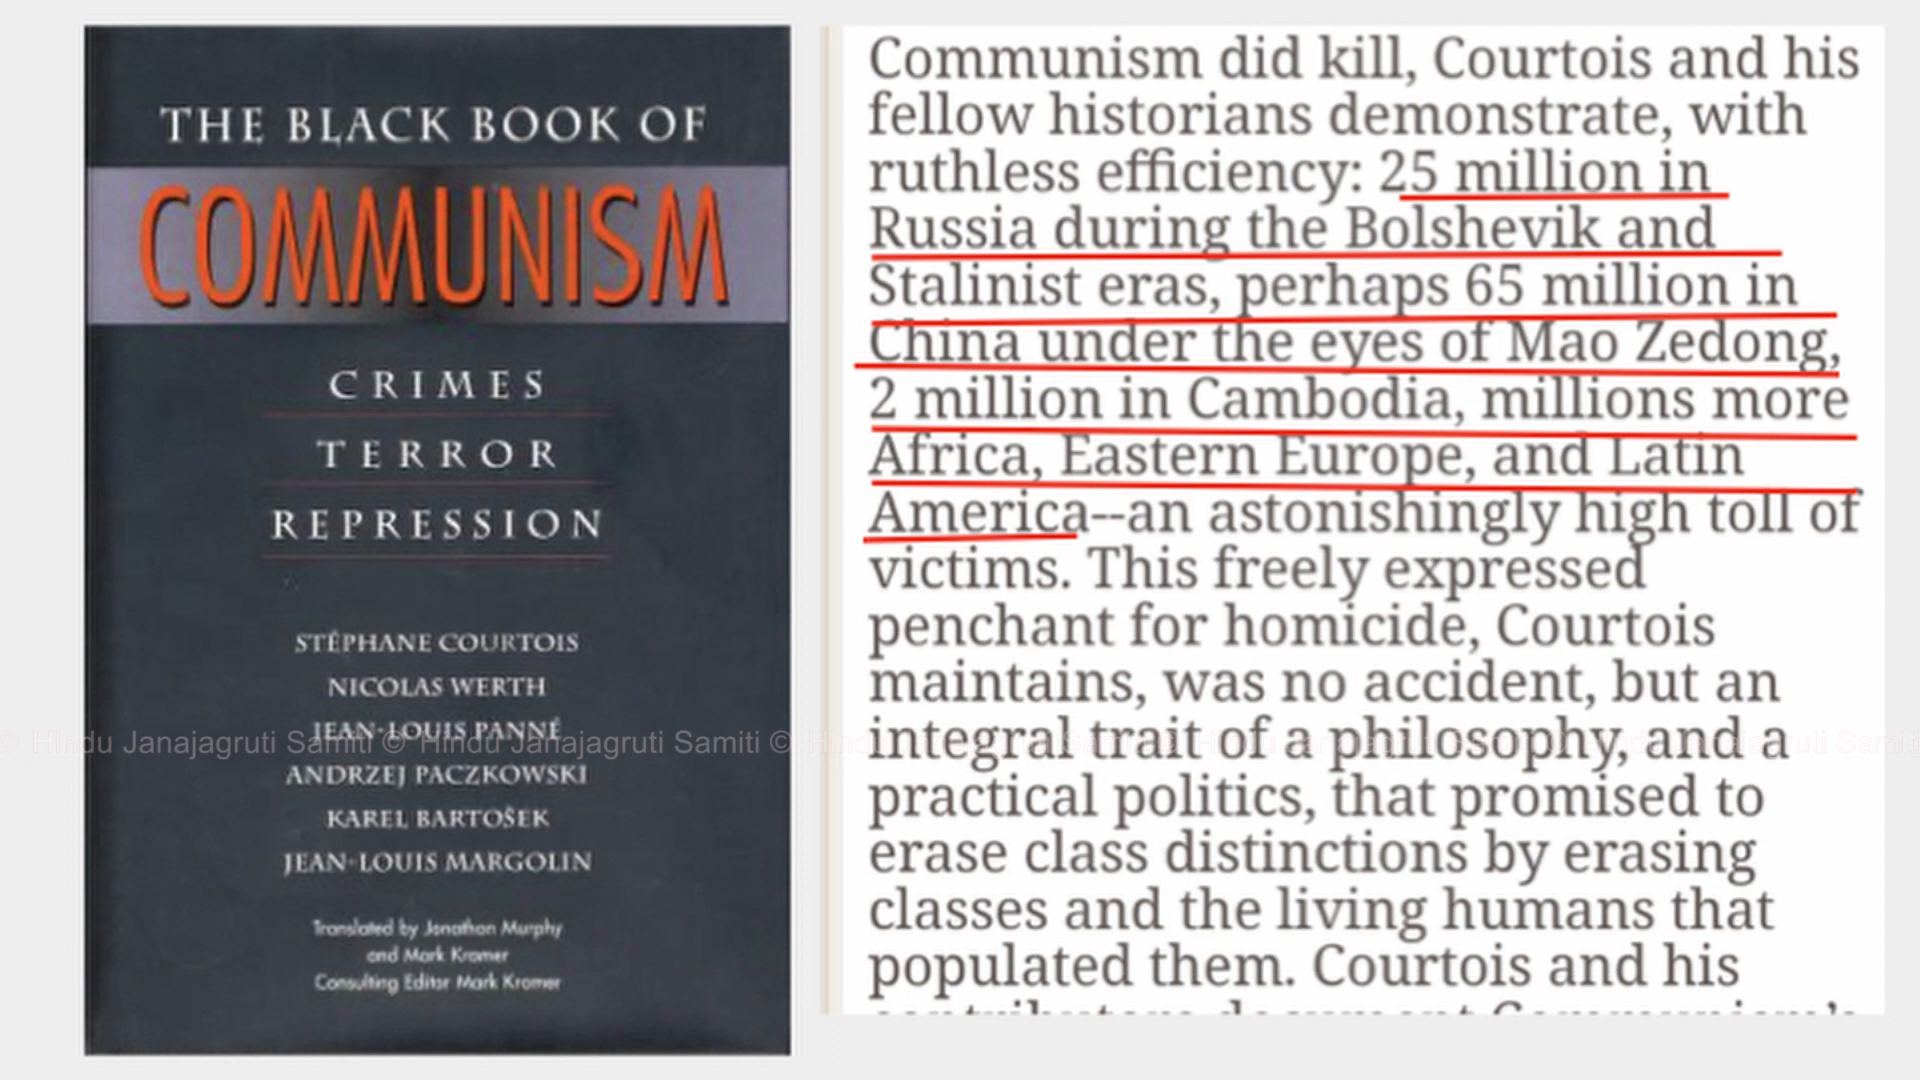 THE BLACK BOOK OF
COMMUNISM
CRIMES
TERROR
REPRESSION
STÉPHANE COURTOIS
NICOLAS WERTH
JEAN-LOUIS PANNÉ
ANDRZEJ PACZKOWSKI
KAREL BARTOŠEK
JEAN-LOUIS MARGOLIN
Translated by Jonathan Murphy
and Mark Kramer
Consulting Editor Mark Kramer
Communism did kill, Courtois and his
fellow historians demonstrate, with
ruthless efficiency: 25 million in
Russia during the Bolshevik and
Stalinist eras, perhaps 65 million in
China under the eyes of Mao Zedong,
2 million in Cambodia, millions more
Africa, Eastern Europe, and Latin
America--an astonishingly high toll of
victims. This freely expressed
penchant for homicide, Courtois
maintains, was no accident, but an
integral trait of a philosophy, and a
practical politics, that promised to
erase class distinctions by erasing
classes and the living humans that
populated them. Courtois and his
© Hindu Janajagruti Samiti © Hindu Janajagruti Samiti ©